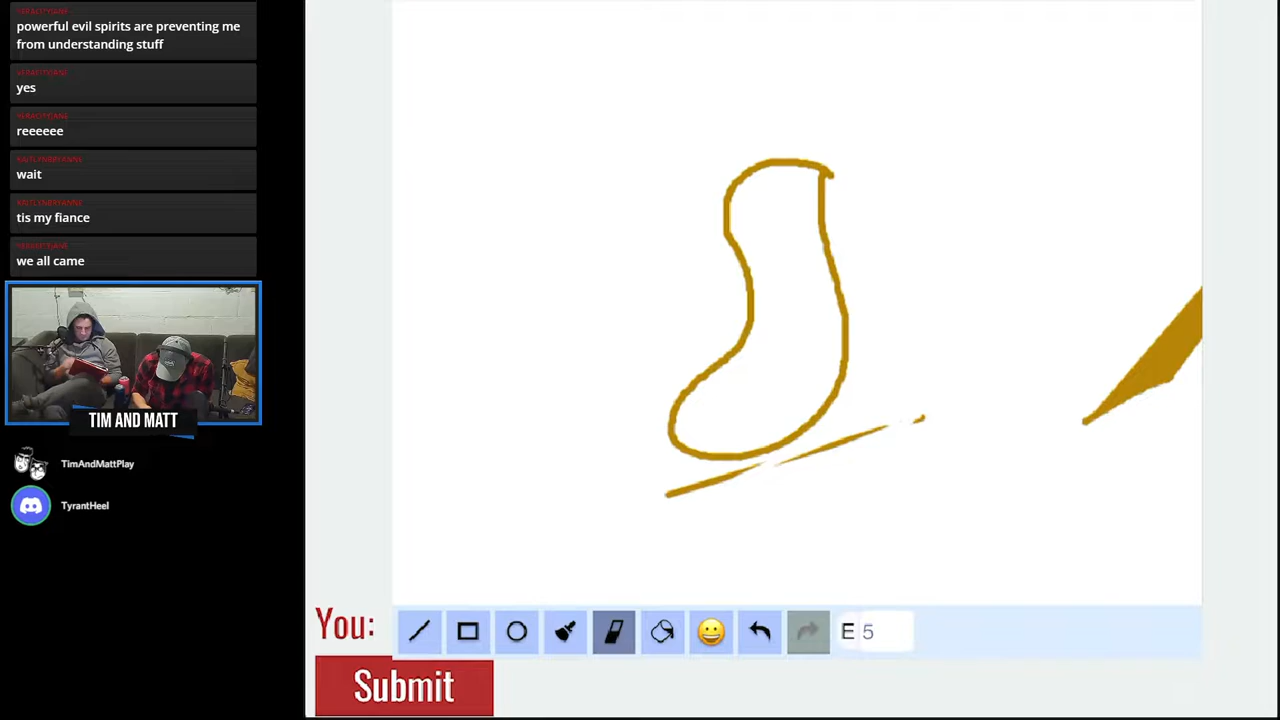 powerful evil spirits are preventing me
from understanding stuff
yes
reeeeee
KAITLYNBRYANNE
wait
tis my fiance
we all came
TIM AND MATT
TimAndMattPlay
TyrantHeel
You:
E 5
Submit